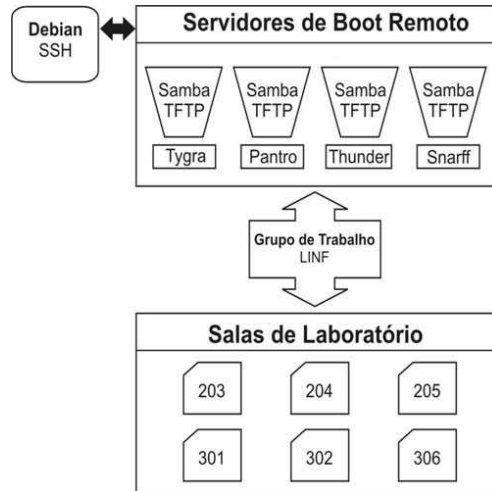 Debian
SSH
Servidores de Boot Remoto
Samba
TFTP
Samba
TFTP
Samba
TFTP
Samba
TFTP
Tygra
Pantro
Thunder
Snarff
Grupo de Trabalho
LINF
Salas de Laboratório
203
204
205
301
302
306